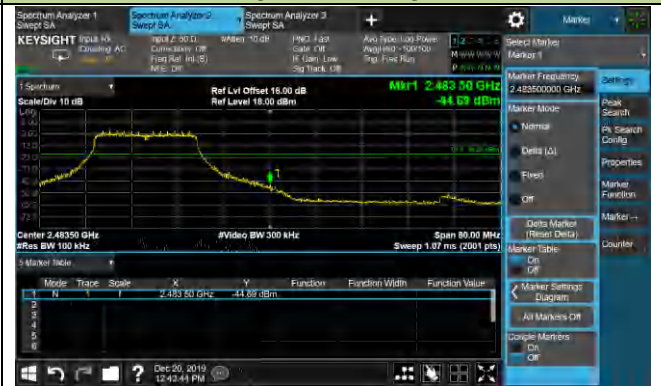 Spectrum Analyzer 1
Swept SA
Spectrum Analyzer 2
Swept SA
Spectrum Analyzer 3
Swept SA
+
Marker
KEYSIGHT
Input: RF
Coupling: AC
Input Z: 50 Ω
Corrections: Off
Freq Ref: Int (S)
NFE: Off
#Atten: 10 dB
PNO: Fast
Gate: Off
IF Gain: Low
Sig Track: Off
Avg Type: Log-Power
Avg|Hold: >100/100
Trig: Free Run
Select Marker
Marker 1
1 Spectrum
Scale/Div 10 dB
Log
Ref Lvl Offset 16.00 dB
Ref Level 18.00 dBm
Mkr1 2.483 50 GHz
-44.69 dBm
1
Center 2.48350 GHz
#Res BW 100 kHz
#Video BW 300 kHz
Span 80.00 MHz
Sweep 1.07 ms (2001 pts)
5 Marker Table
Mode Trace Scale X Y Function Function Width Function Value
1 N 1 f 2.483 50 GHz -44.69 dBm
2
3
4
5
6
Marker Frequency
2.483500000 GHz
Marker Mode
Normal
Delta (Δ)
Fixed
Off
Delta Marker
(Reset Delta)
Marker Table
On
Off
Marker Settings
Diagram
All Markers Off
Couple Markers
On
Off
Settings
Peak
Search
Pk Search
Config
Properties
Marker
Function
Marker→
Counter
?
Dec 20, 2019
12:43:44 PM